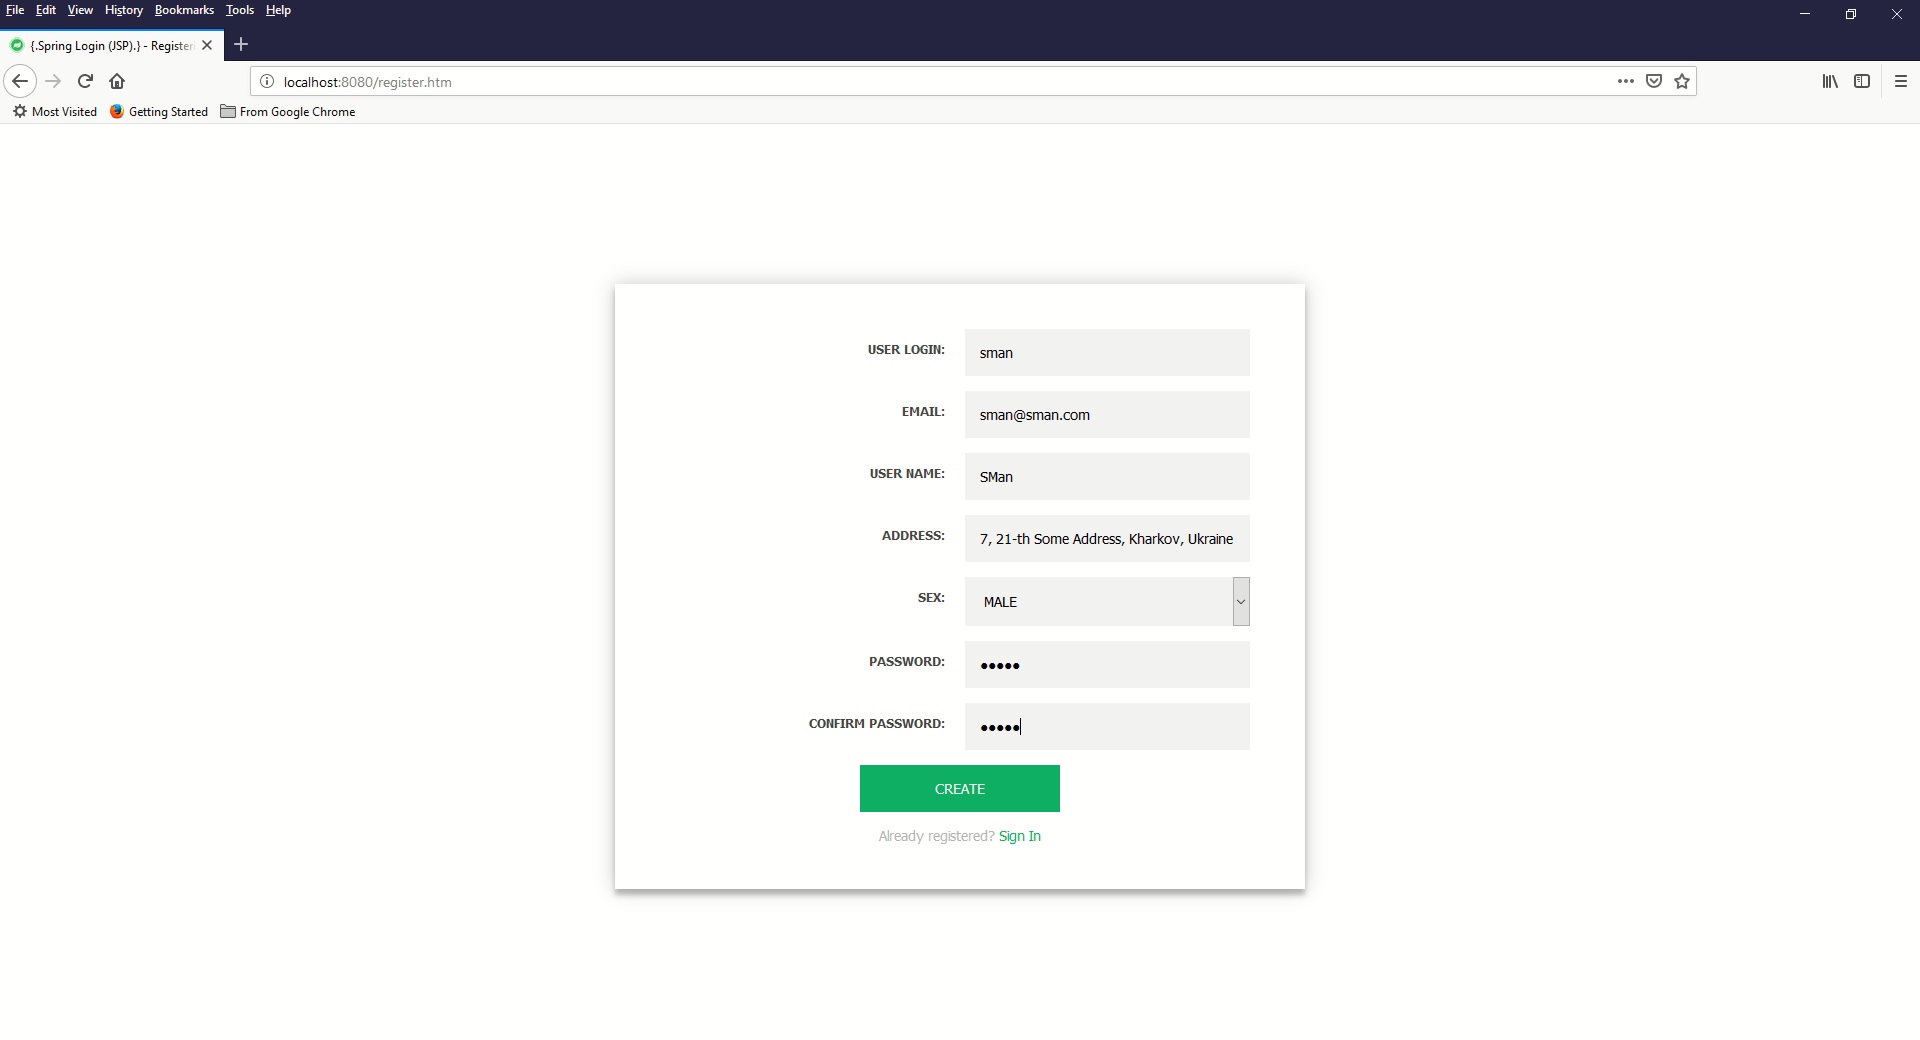 File Edit View History Bookmarks Tools Help
{.Spring Login (JSP).} - Register
localhost:8080/register.htm
Most Visited Getting Started From Google Chrome
USER LOGIN: sman
EMAIL: sman@sman.com
USER NAME: SMan
ADDRESS: 7, 21-th Some Address, Kharkov, Ukraine
SEX: MALE
PASSWORD: •••••
CONFIRM PASSWORD: •••••
CREATE
Already registered? Sign In